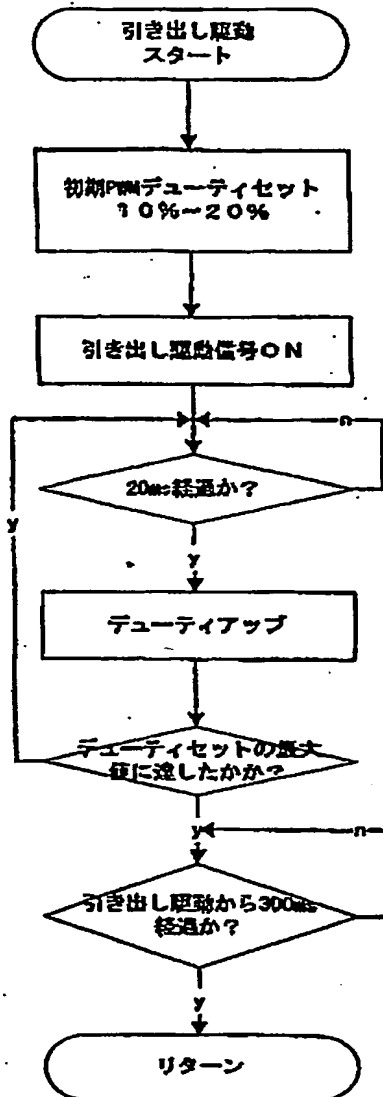 引き出し駆動
スタート
初期PWMデューティセット
10%~20%
引き出し駆動信号ON
n
20ms経過か?
y
y
デューティアップ
デューティセットの最大
値に達したかか?
y
n
引き出し駆動から300ms
経過か?
y
リターン